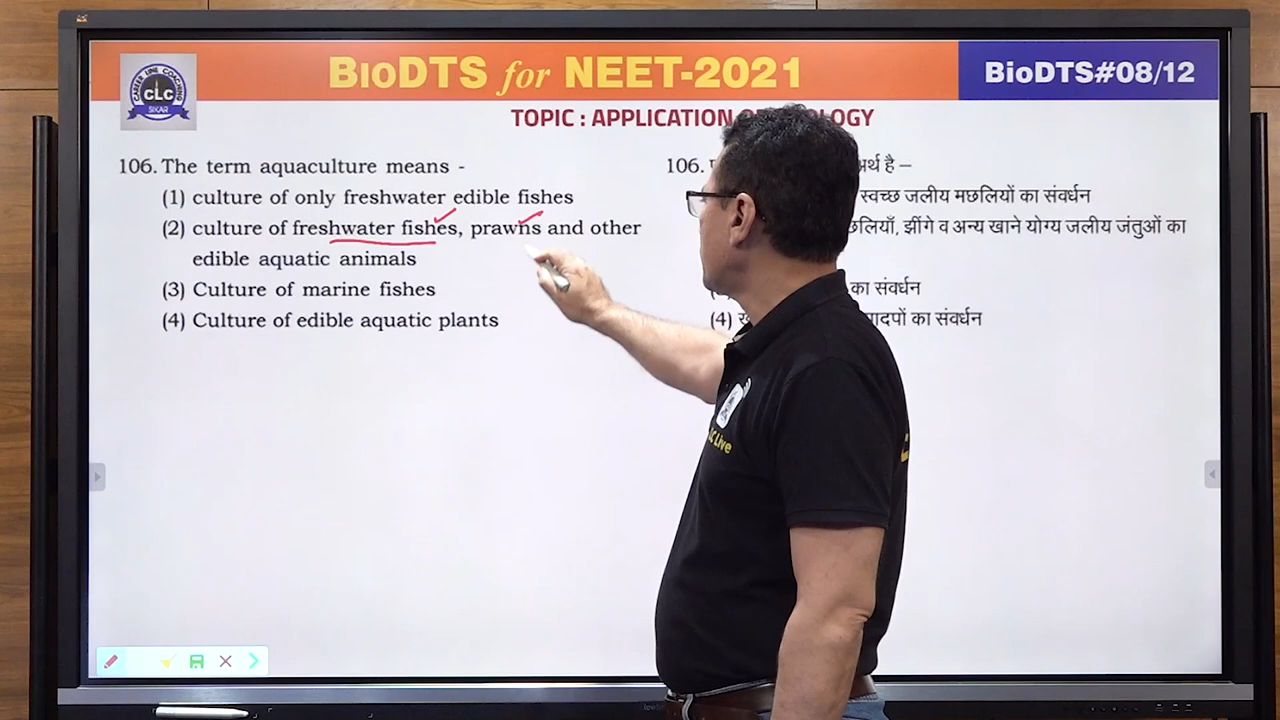 CAREER LINE COACHING
CLC
SIKAR
BIODTS for NEET-2021
BioDTS#08/12
TOPIC : APPLICATION
106. The term aquaculture means -
(1) culture of only freshwater edible fishes
(2) culture of freshwater fishes, prawns and other
edible aquatic animals
(3) Culture of marine fishes
(4) Culture of edible aquatic plants
106.
अर्थ है –
स्वच्छ जलीय मछलियों का संवर्धन
झींगे व अन्य खाने योग्य जलीय जंतुओं का
का संवर्धन
(4)
का संवर्धन
Live